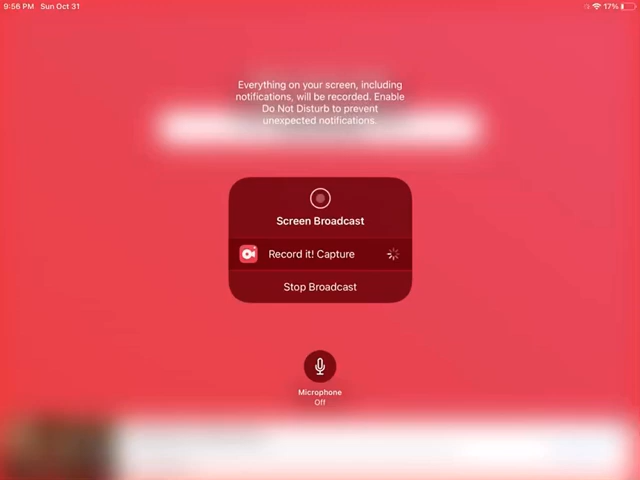 9:56 PM Sun Oct 31
17%
Everything on your screen, including
notifications, will be recorded. Enable
Do Not Disturb to prevent
unexpected notifications.
Screen Broadcast
Record it! Capture
Stop Broadcast
Microphone
Off